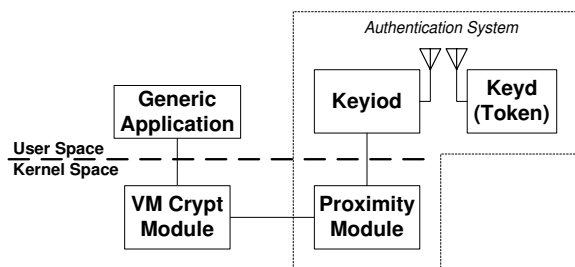 Authentication System
Generic
Application
Keyiod
Keyd
(Token)
User Space
Kernel Space
VM Crypt
Module
Proximity
Module